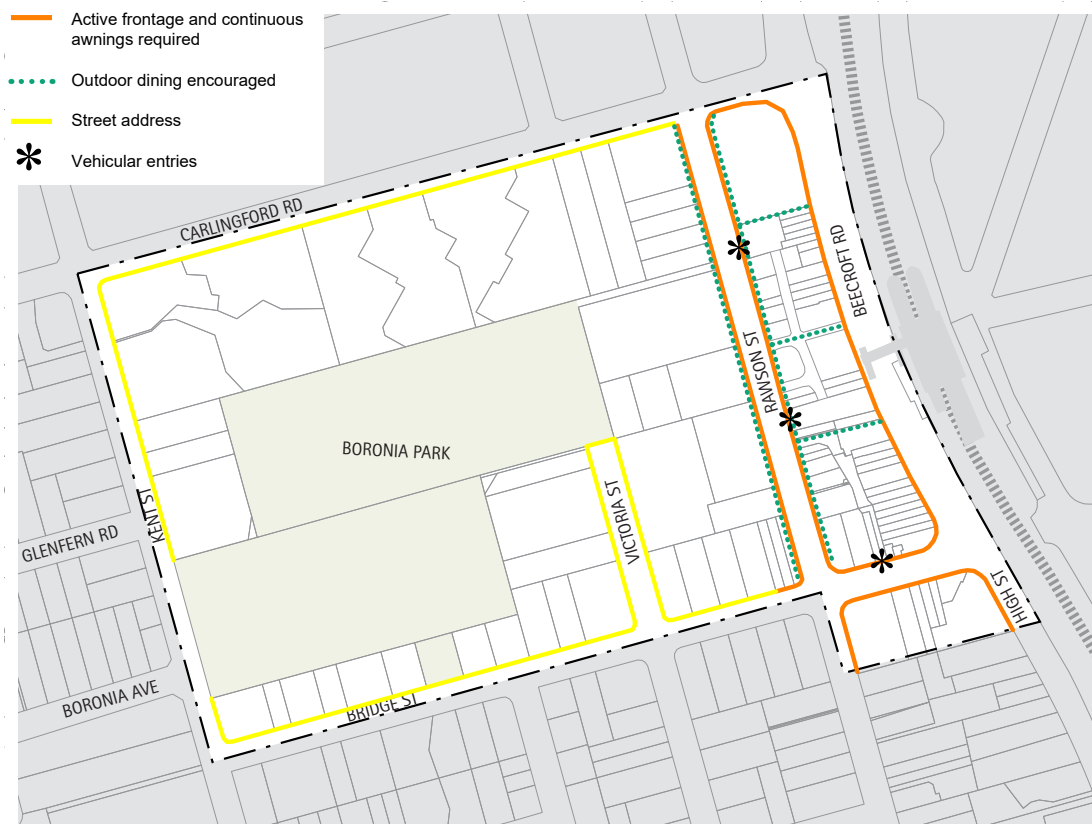 Active frontage and continuous
awnings required
Outdoor dining encouraged
Street address
Vehicular entries
CARLINGFORD RD
BEECROFT RD
RAWSON ST
BORONIA PARK
VICTORIA ST
KENT ST
GLENFERN RD
HIGH ST
BORONIA AVE
BRIDGE ST